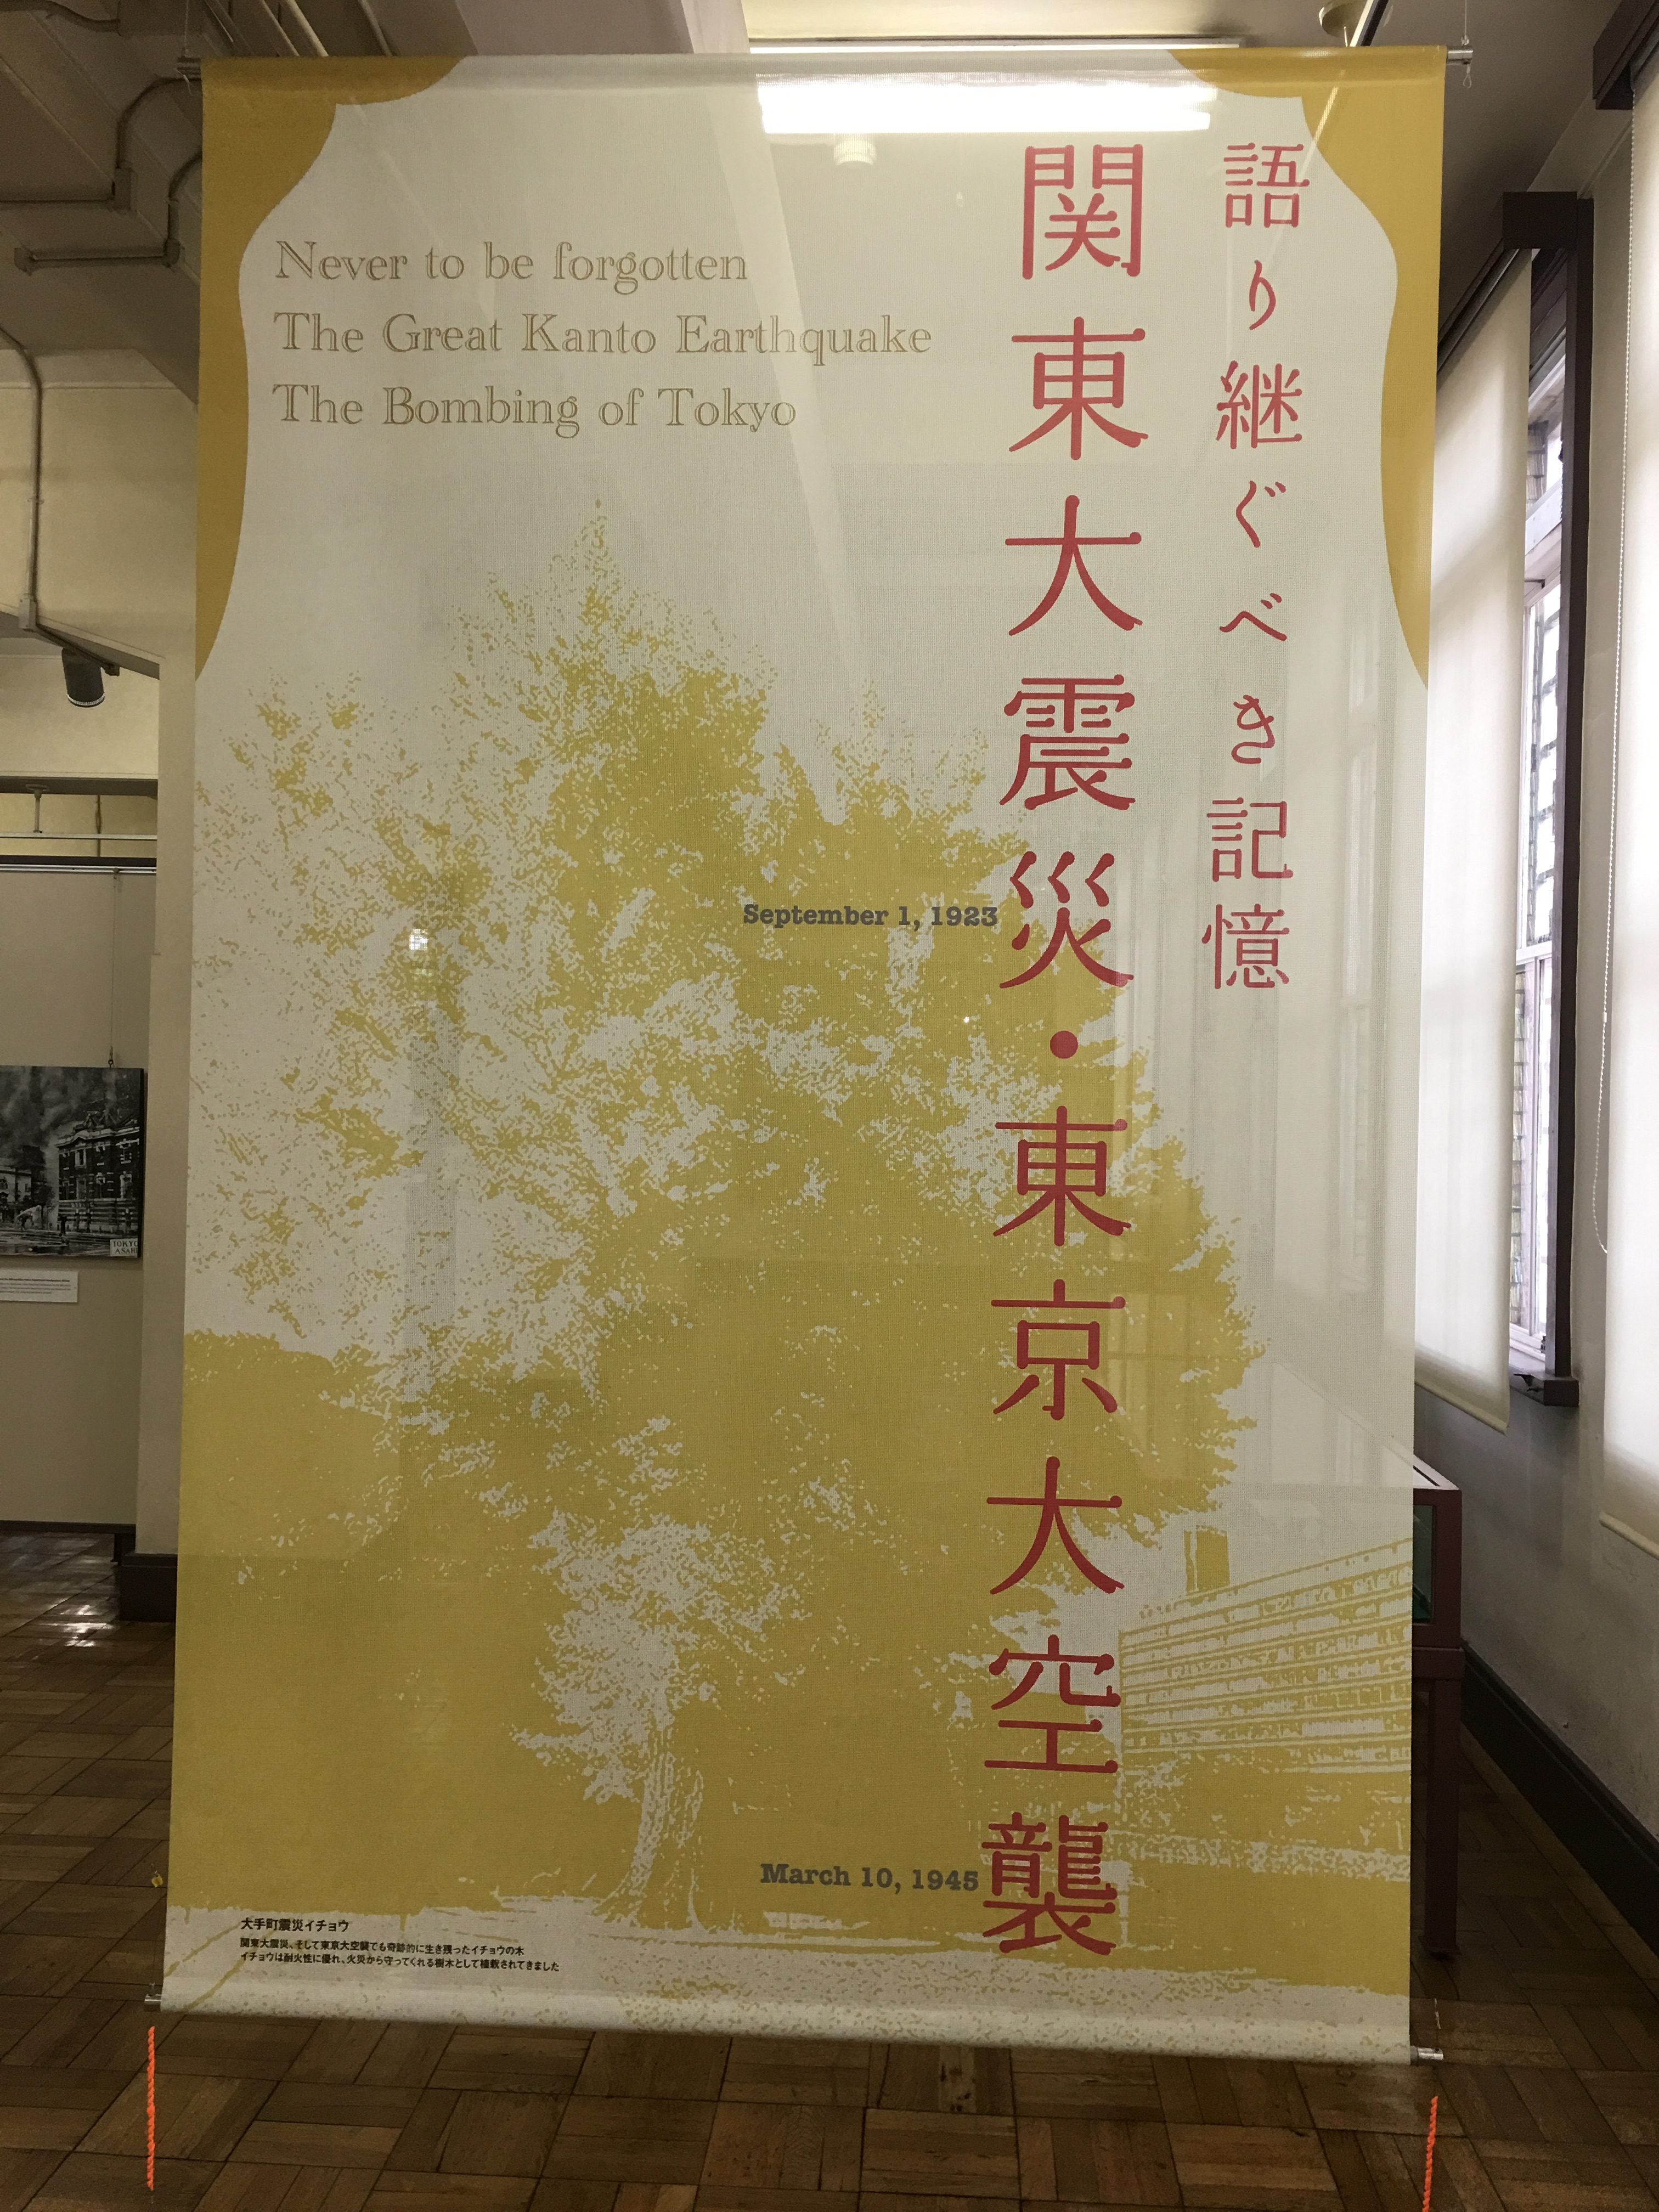 語り継ぐべき記憶
関東大震災・東京大空襲
Never to be forgotten
The Great Kanto Earthquake
The Bombing of Tokyo
September 1, 1923
March 10, 1945
大手町震災イチョウ
関東大震災、そして東京大空襲でも奇跡的に生き残ったイチョウの木
イチョウは耐火性に優れ、火災から守ってくれる樹木として植栽されてきました
TOKYO
ASAHI